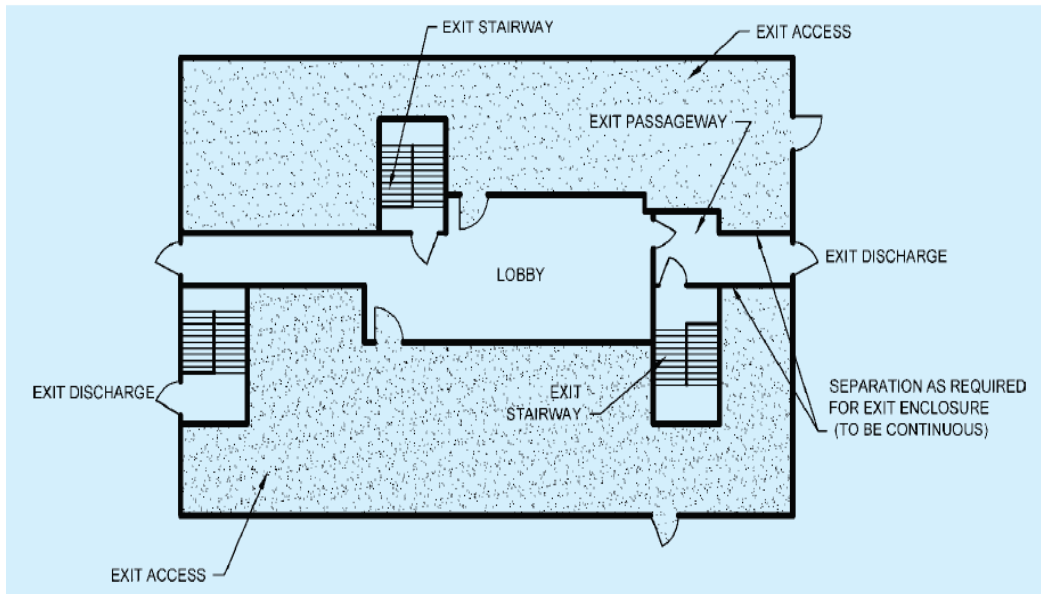 EXIT STAIRWAY
EXIT ACCESS
EXIT PASSAGEWAY
EXIT DISCHARGE
LOBBY
EXIT DISCHARGE
EXIT
STAIRWAY
SEPARATION AS REQUIRED
FOR EXIT ENCLOSURE
(TO BE CONTINUOUS)
EXIT ACCESS